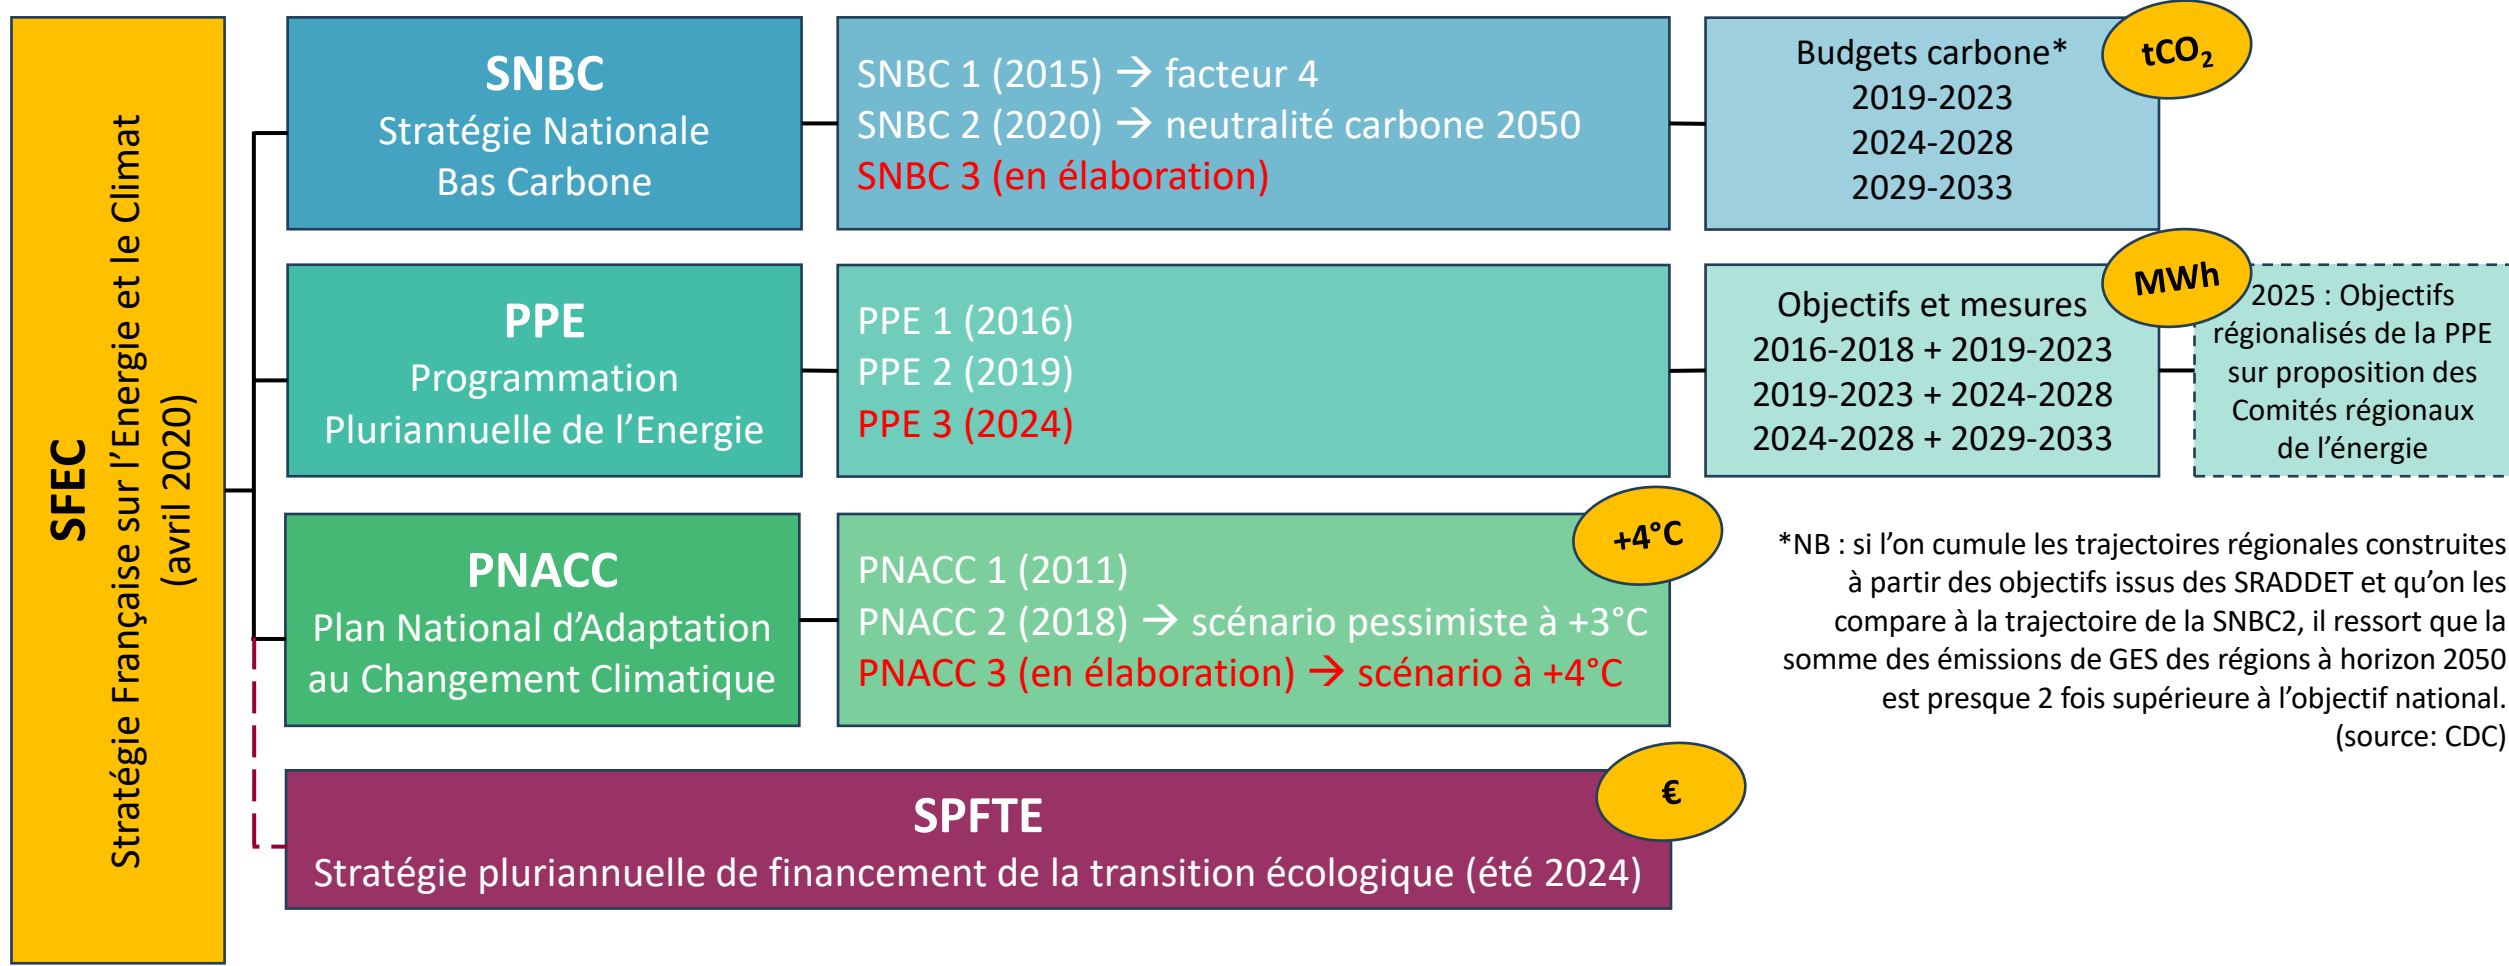 SFEC
Stratégie Française sur l'Energie et le Climat
(avril 2020)
SNBC
Stratégie Nationale
Bas Carbone
SNBC 1 (2015) → facteur 4
SNBC 2 (2020) → neutralité carbone 2050
SNBC 3 (en élaboration)
Budgets carbone*
2019-2023
2024-2028
2029-2033
tCO₂
PPE
Programmation
Pluriannuelle de l'Energie
PPE 1 (2016)
PPE 2 (2019)
PPE 3 (2024)
Objectifs et mesures
2016-2018 + 2019-2023
2019-2023 + 2024-2028
2024-2028 + 2029-2033
MWh
2025 : Objectifs
régionalisés de la PPE
sur proposition des
Comités régionaux
de l'énergie
PNACC
Plan National d'Adaptation
au Changement Climatique
PNACC 1 (2011)
PNACC 2 (2018) → scénario pessimiste à +3°C
PNACC 3 (en élaboration) → scénario à +4°C
+4°C
*NB : si l'on cumule les trajectoires régionales construites
à partir des objectifs issus des SRADDET et qu'on les
compare à la trajectoire de la SNBC2, il ressort que la
somme des émissions de GES des régions à horizon 2050
est presque 2 fois supérieure à l'objectif national.
(source: CDC)
SPFTE
Stratégie pluriannuelle de financement de la transition écologique (été 2024)
€